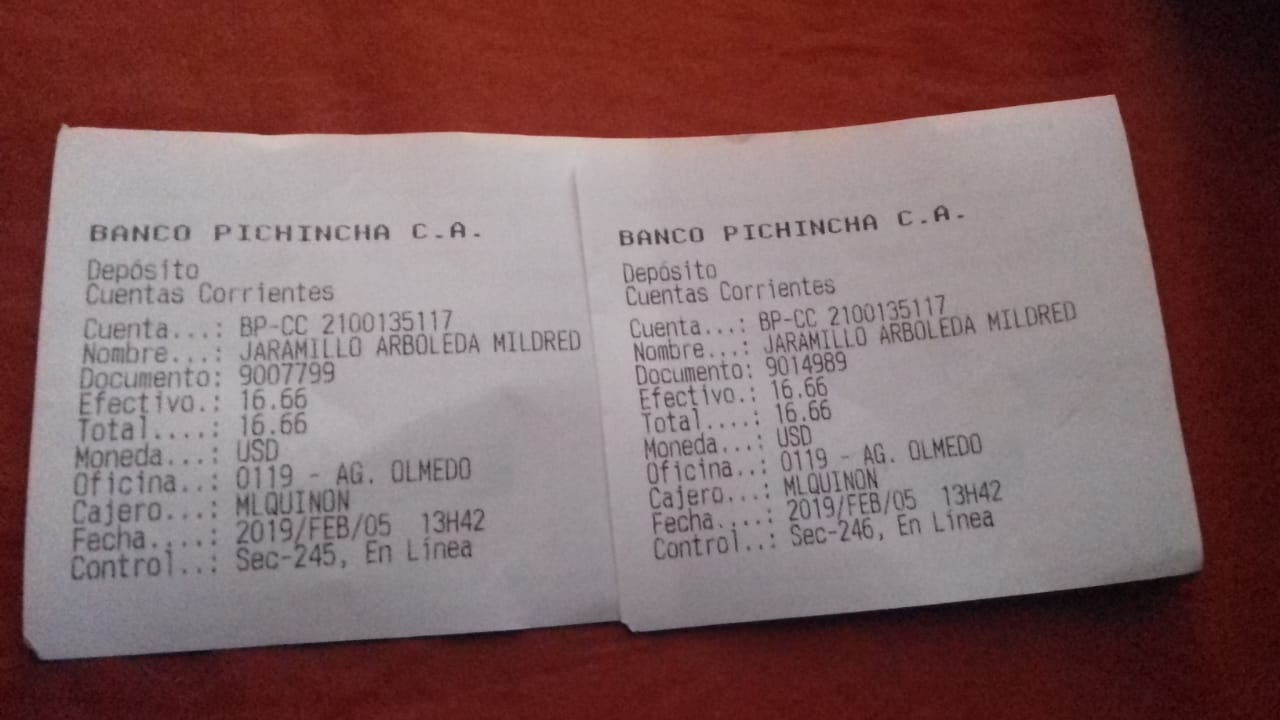 BANCO PICHINCHA C.A.
Depósito
Cuentas Corrientes
Cuenta...: BP-CC 2100135117
Nombre...: JARAMILLO ARBOLEDA MILDRED
Documento: 9007799
Efectivo.: 16.66
Total....: 16.66
Moneda...: USD
Oficina..: 0119 - AG. OLMEDO
Cajero...: MLQUINON
Fecha....: 2019/FEB/05 13H42
Control..: Sec-245, En Línea
BANCO PICHINCHA C.A.
Depósito
Cuentas Corrientes
Cuenta...: BP-CC 2100135117
Nombre...: JARAMILLO ARBOLEDA MILDRED
Documento: 9014989
Efectivo.: 16.66
Total....: 16.66
Moneda...: USD
Oficina..: 0119 - AG. OLMEDO
Cajero...: MLQUINON
Fecha....: 2019/FEB/05 13H42
Control..: Sec-246, En Línea